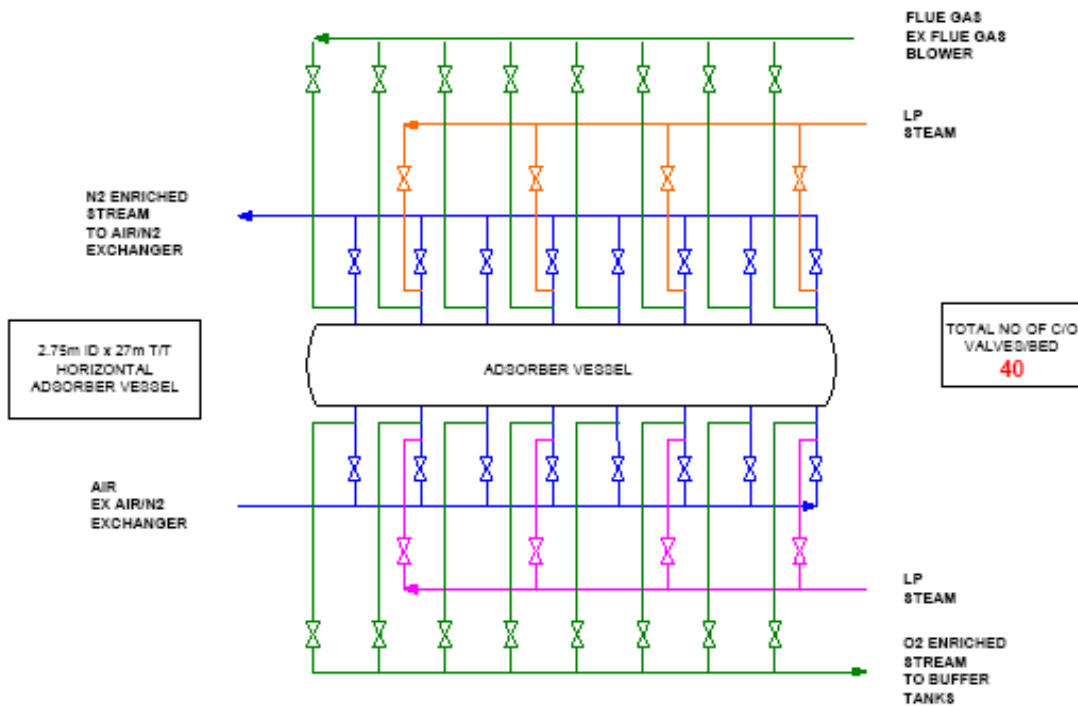 FLUE GAS
EX FLUE GAS
BLOWER
LP
STEAM
N2 ENRICHED
STREAM
TO AIR/N2
EXCHANGER
2.75m ID x 27m T/T
HORIZONTAL
ADSORBER VESSEL
ADSORBER VESSEL
TOTAL NO OF C/O
VALVES/BED
40
AIR
EX AIR/N2
EXCHANGER
LP
STEAM
O2 ENRICHED
STREAM
TO BUFFER
TANKS